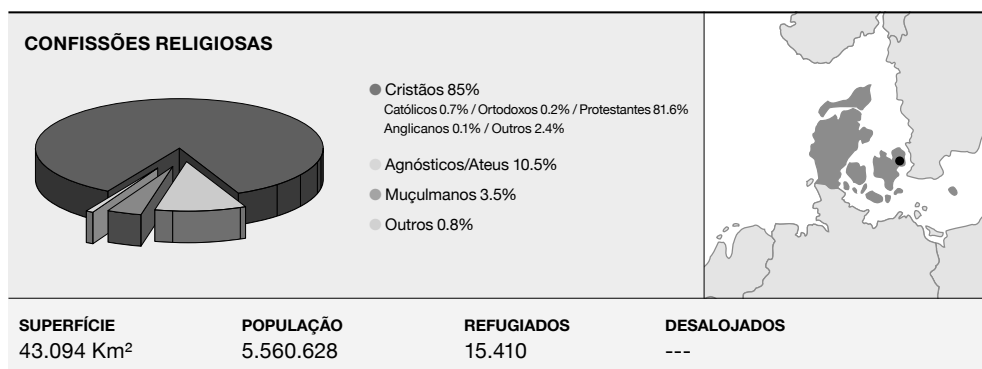 CONFISSÕES RELIGIOSAS
Cristãos 85%
Católicos 0.7% / Ortodoxos 0.2% / Protestantes 81.6%
Anglicanos 0.1% / Outros 2.4%
Agnósticos/Ateus 10.5%
Muçulmanos 3.5%
Outros 0.8%
SUPERFÍCIE
43.094 Km²
POPULAÇÃO
5.560.628
REFUGIADOS
15.410
DESALOJADOS
---